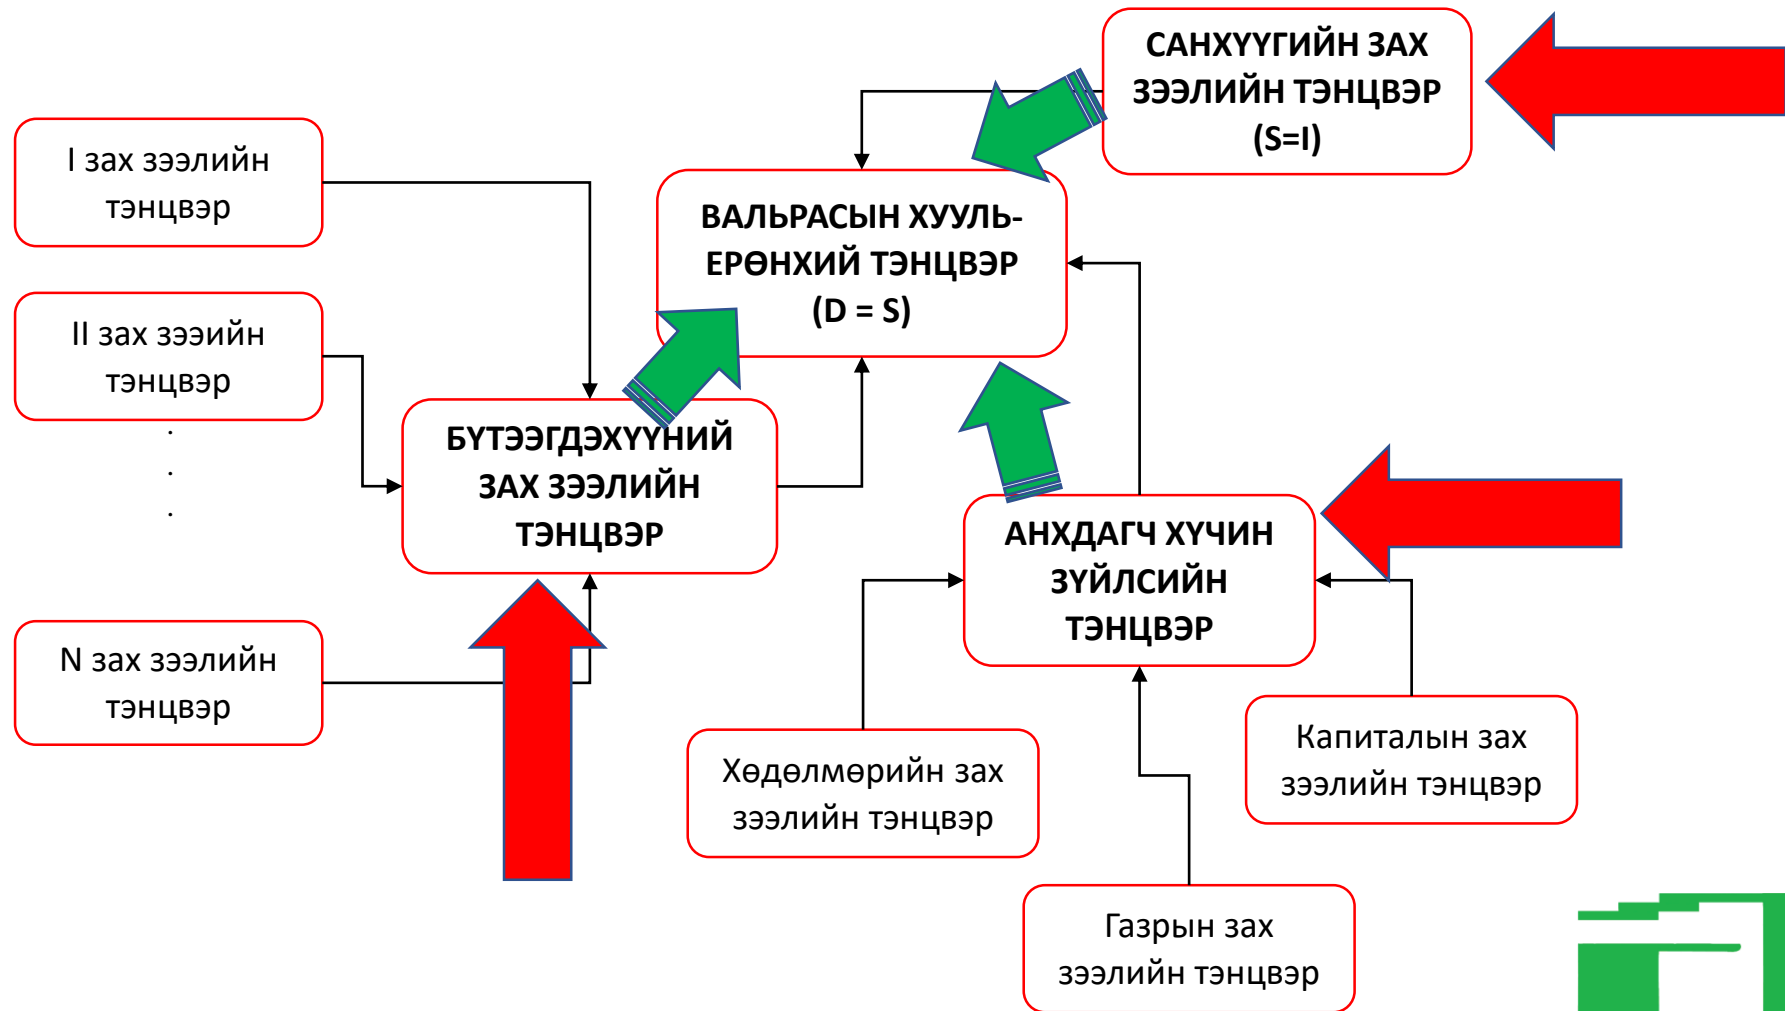 САНХҮҮГИЙН ЗАХ
ЗЭЭЛИЙН ТЭНЦВЭР
(S=I)
I зах зээлийн
тэнцвэр
ВАЛЬРАСЫН ХУУЛЬ-
ЕРӨНХИЙ ТЭНЦВЭР
(D = S)
II зах зээийн
тэнцвэр
.
.
.
БҮТЭЭГДЭХҮҮНИЙ
ЗАХ ЗЭЭЛИЙН
ТЭНЦВЭР
АНХДАГЧ ХҮЧИН
ЗҮЙЛСИЙН
ТЭНЦВЭР
N зах зээлийн
тэнцвэр
Хөдөлмөрийн зах
зээлийн тэнцвэр
Капиталын зах
зээлийн тэнцвэр
Газрын зах
зээлийн тэнцвэр